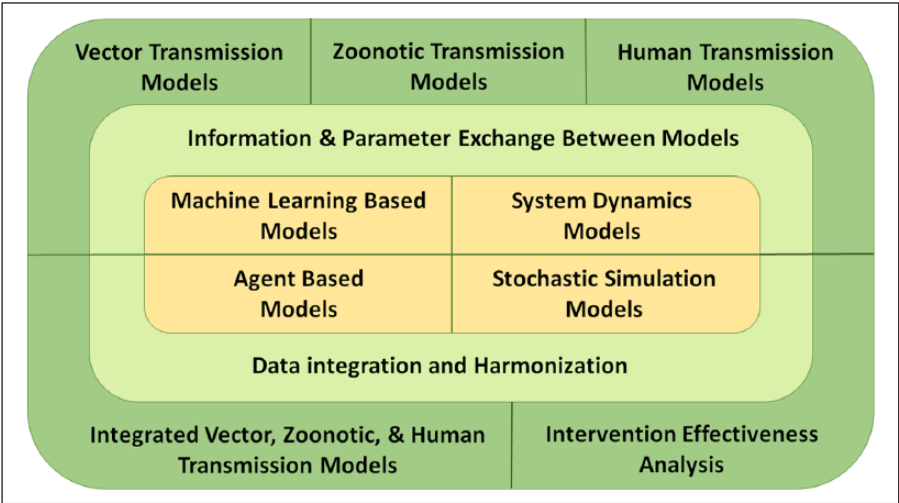 Vector Transmission
Models
Zoonotic Transmission
Models
Human Transmission
Models
Information & Parameter Exchange Between Models
Machine Learning Based
Models
System Dynamics
Models
Agent Based
Models
Stochastic Simulation
Models
Data integration and Harmonization
Integrated Vector, Zoonotic, & Human
Transmission Models
Intervention Effectiveness
Analysis